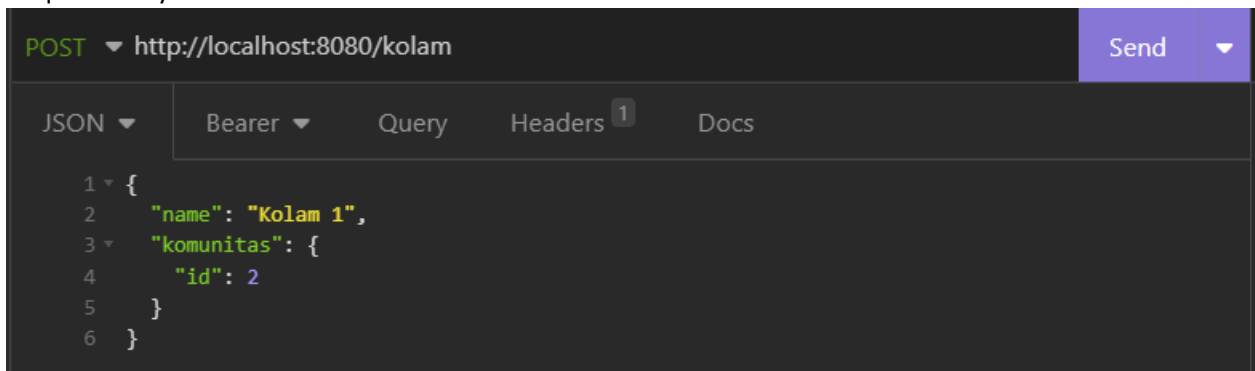 POST http://localhost:8080/kolam Send
JSON Bearer Query Headers 1 Docs
1 {
2 "name": "Kolam 1",
3 "komunitas": {
4 "id": 2
5 }
6 }